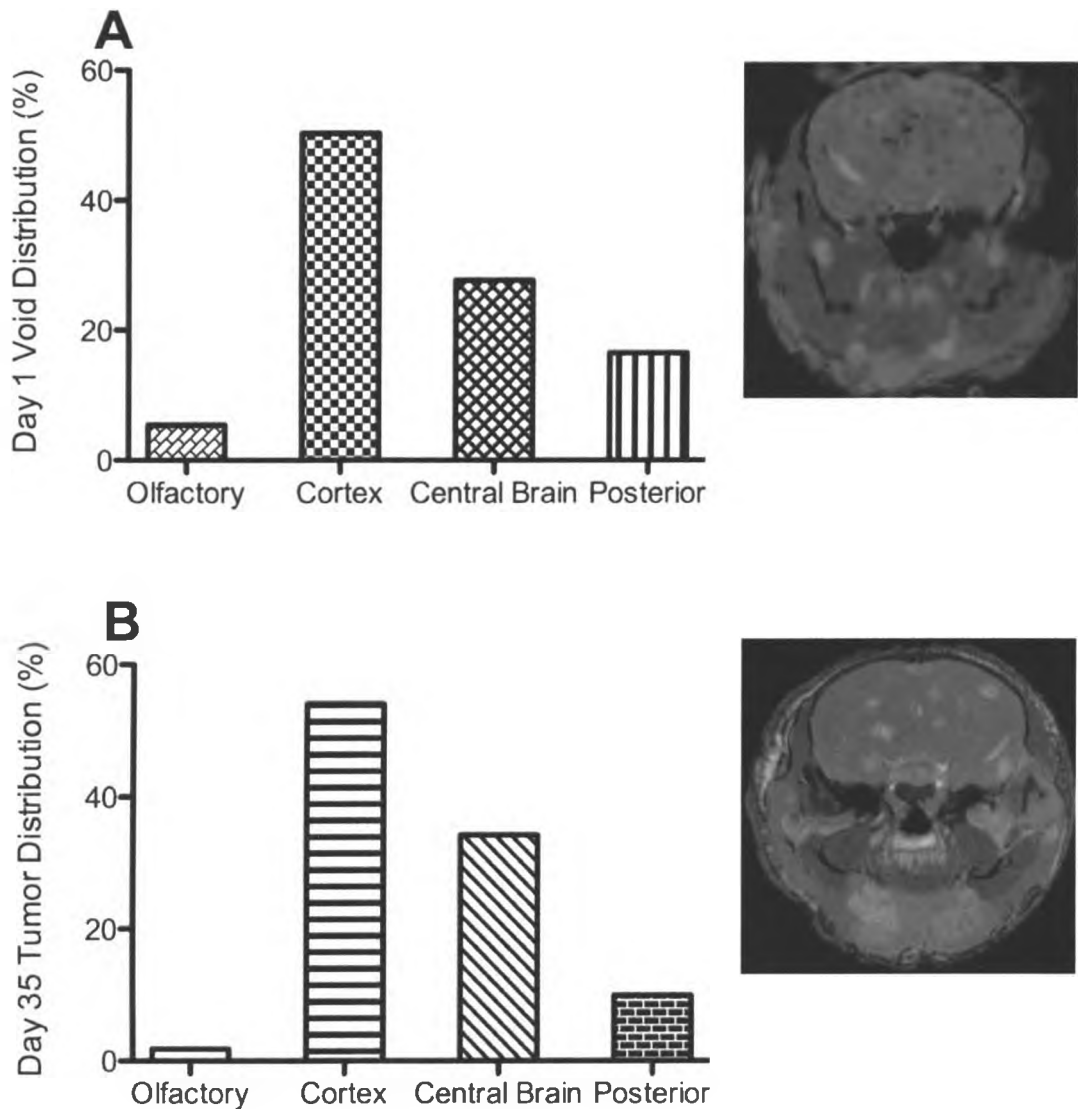 A
Day 1 Void Distribution (%)
60
40
20
0
Olfactory Cortex Central Brain Posterior
B
Day 35 Tumor Distribution (%)
60
40
20
0
Olfactory Cortex Central Brain Posterior